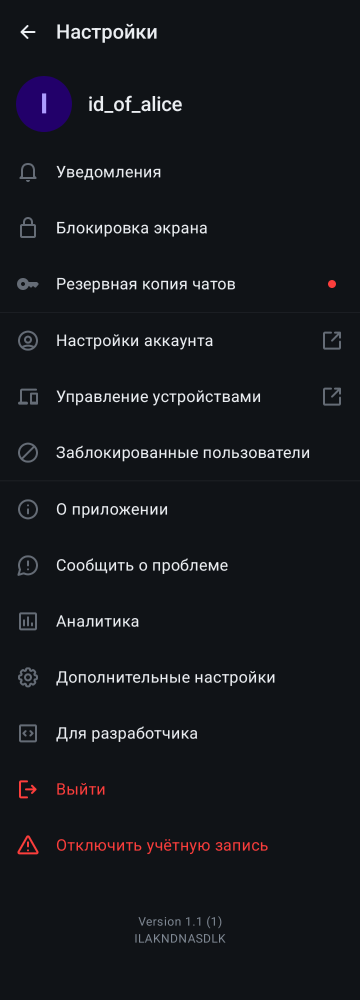 Настройки
I
id_of_alice
Уведомления
Блокировка экрана
Резервная копия чатов
Настройки аккаунта
Управление устройствами
Заблокированные пользователи
О приложении
Сообщить о проблеме
Аналитика
Дополнительные настройки
Для разработчика
Выйти
Отключить учётную запись
Version 1.1 (1)
ILAKNDNASDLK